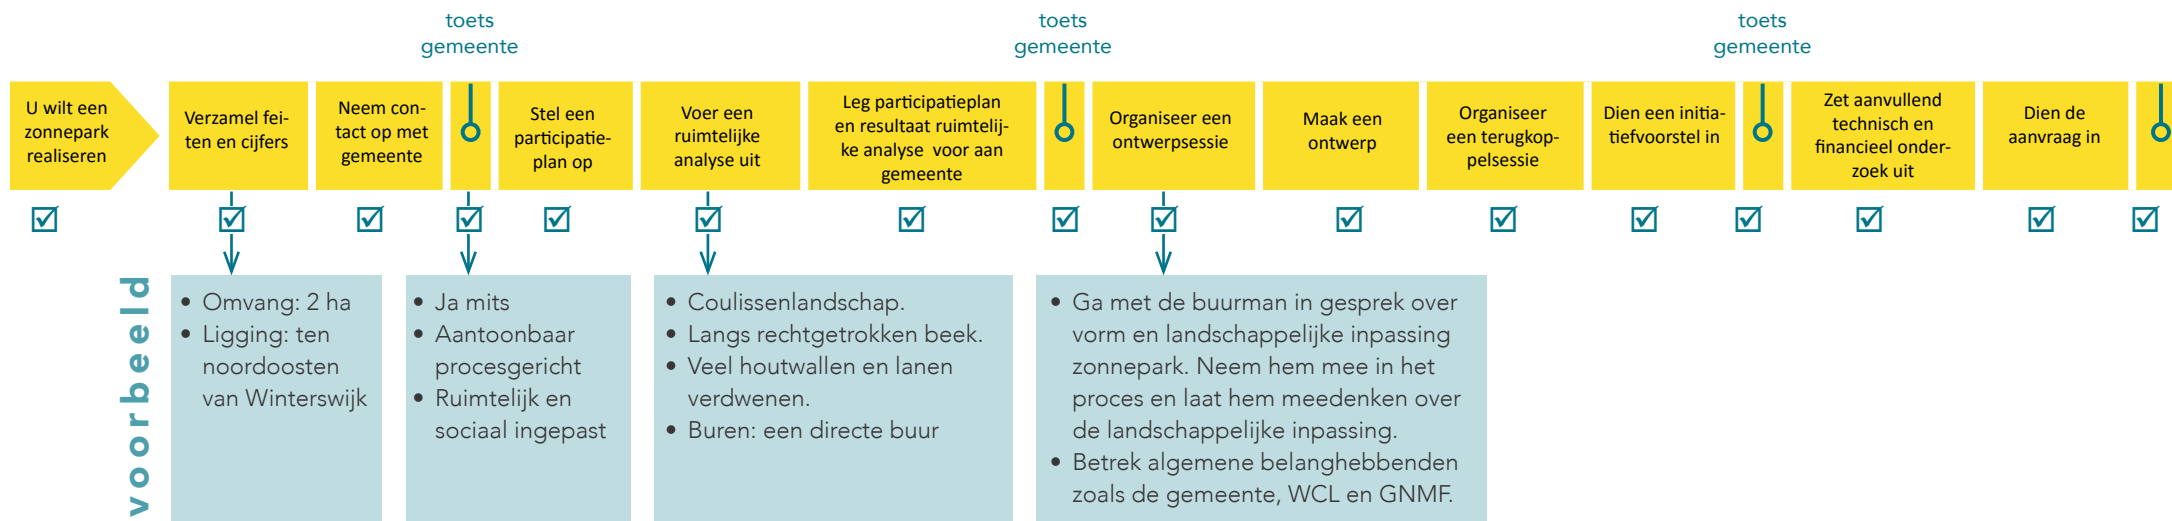 toets
gemeente
toets
gemeente
toets
gemeente
U wilt een
zonnepark
realiseren
Verzamel fei-
ten en cijfers
Neem con-
tact op met
gemeente
Stel een
participatie-
plan op
Voer een
ruimtelijke
analyse uit
Leg participatieplan
en resultaat ruimtelij-
ke analyse voor aan
gemeente
Organiseer een
ontwerpsessie
Maak een
ontwerp
Organiseer
een terugkop-
pelsessie
Dien een initia-
tiefvoorstel in
Zet aanvullend
technisch en
financieel onder-
zoek uit
Dien de
aanvraag in
voorbeeld
• Omvang: 2 ha
• Ligging: ten
noordoosten
van Winterswijk
• Ja mits
• Aantoonbaar
procesgericht
• Ruimtelijk en
sociaal ingepast
• Coulissenlandschap.
• Langs rechtgetrokken beek.
• Veel houtwallen en lanen
verdwenen.
• Buren: een directe buur
• Ga met de buurman in gesprek over
vorm en landschappelijke inpassing
zonnepark. Neem hem mee in het
proces en laat hem meedenken over
de landschappelijke inpassing.
• Betrek algemene belanghebbenden
zoals de gemeente, WCL en GNMF.